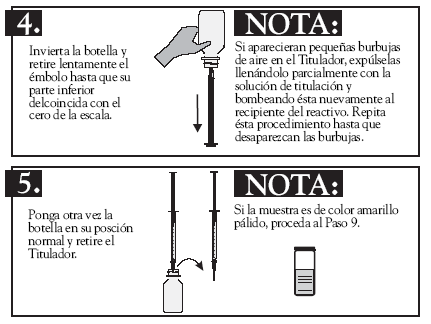 4.
Invierta la botella y
retire lentamente el
émbolo hasta que su
parte inferior
delcoincida con el
cero de la escala.
NOTA:
Si aparecieran pequeñas burbujas
de aire en el Titulador, expúlselas
llenándolo parcialmente con la
solución de titulación y
bombeando ésta nuevamente al
recipiente del reactivo. Repita
ésta procedimiento hasta que
desaparezcan las burbujas.
5.
Ponga otra vez la
botella en su posción
normal y retire el
Titulador.
NOTA:
Si la muestra es de color amarillo
pálido, proceda al Paso 9.